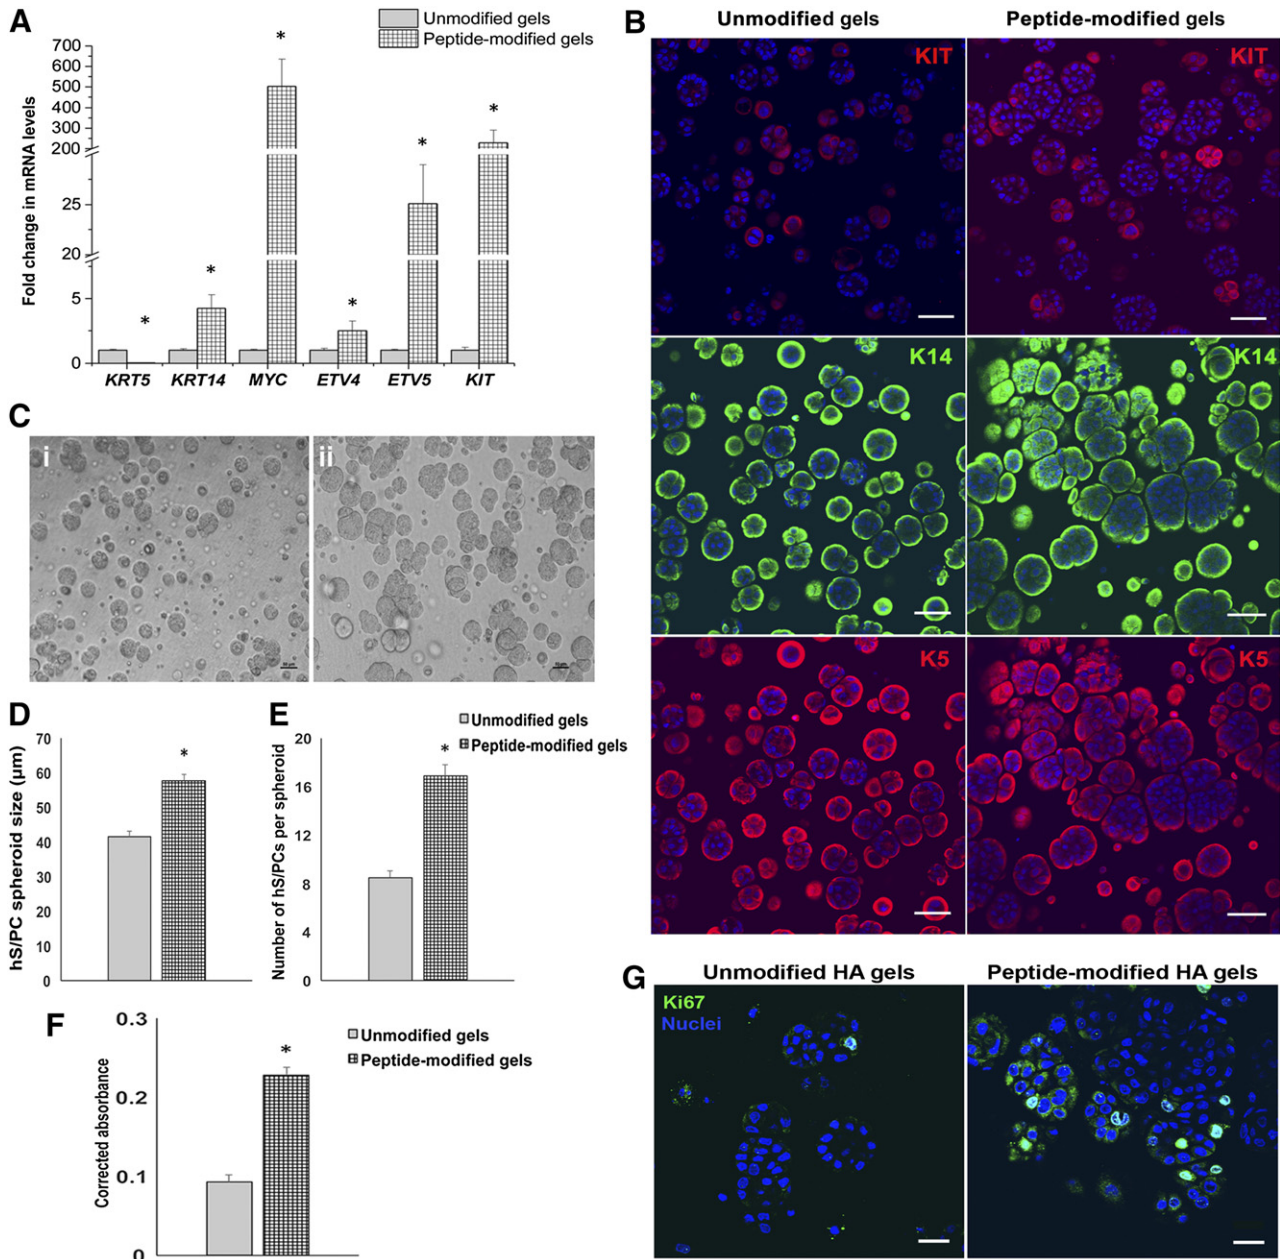 A
Unmodified gels
Peptide-modified gels
Fold change in mRNA levels
700
600
500
400
300
200
25
20
5
0
*
*
*
*
*
*
KRT5 KRT14 MYC ETV4 ETV5 KIT
B
Unmodified gels Peptide-modified gels
KIT KIT
K14 K14
K5 K5
C
i ii
D
hS/PC spheroid size (µm)
70
60
50
40
30
20
10
0
*
E
Unmodified gels
Peptide-modified gels
Number of hS/PCs per spheroid
20
16
12
8
4
0
*
F
Unmodified gels
Peptide-modified gels
Corrected absorbance
0.3
0.2
0.1
0
*
G
Unmodified HA gels Peptide-modified HA gels
Ki67
Nuclei